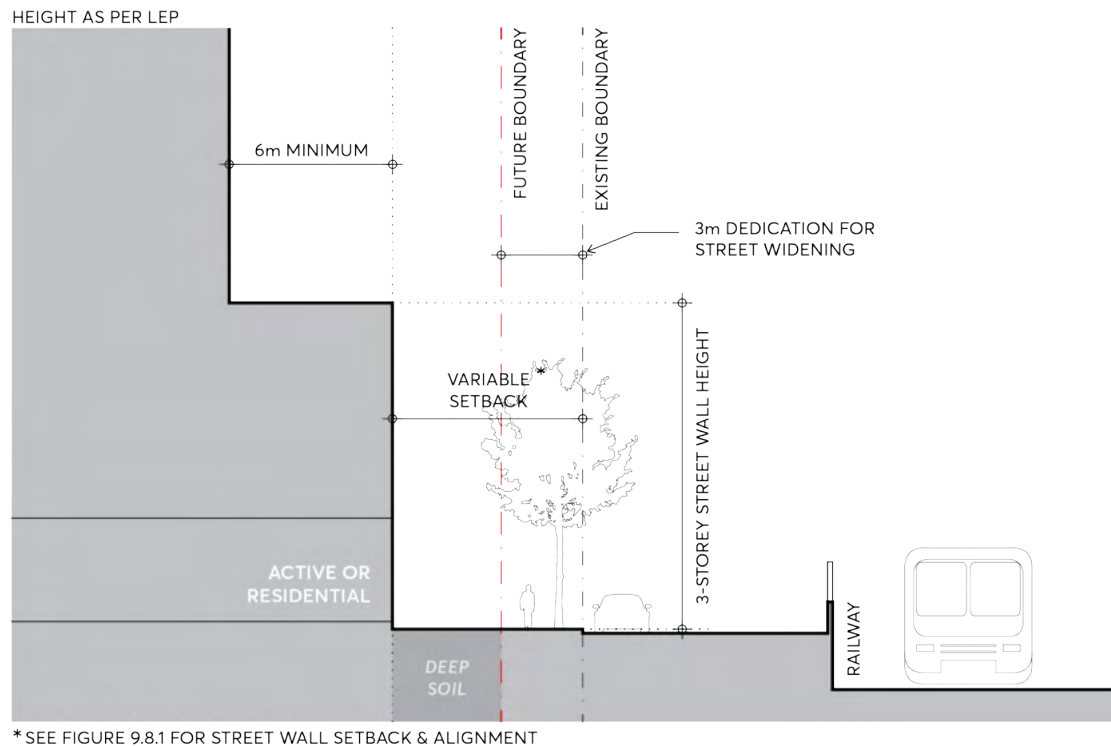 HEIGHT AS PER LEP
FUTURE BOUNDARY
EXISTING BOUNDARY
6m MINIMUM
3m DEDICATION FOR
STREET WIDENING
VARIABLE *
SETBACK
3-STOREY STREET WALL HEIGHT
ACTIVE OR
RESIDENTIAL
RAILWAY
DEEP
SOIL
* SEE FIGURE 9.8.1 FOR STREET WALL SETBACK & ALIGNMENT